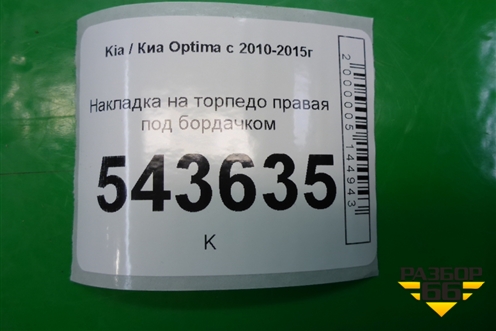 Kia / Киа Optima с 2010-2015г
Накладка на торпедо правая
под бордачком
543635
К
2000005144943
РАЗБОР
66